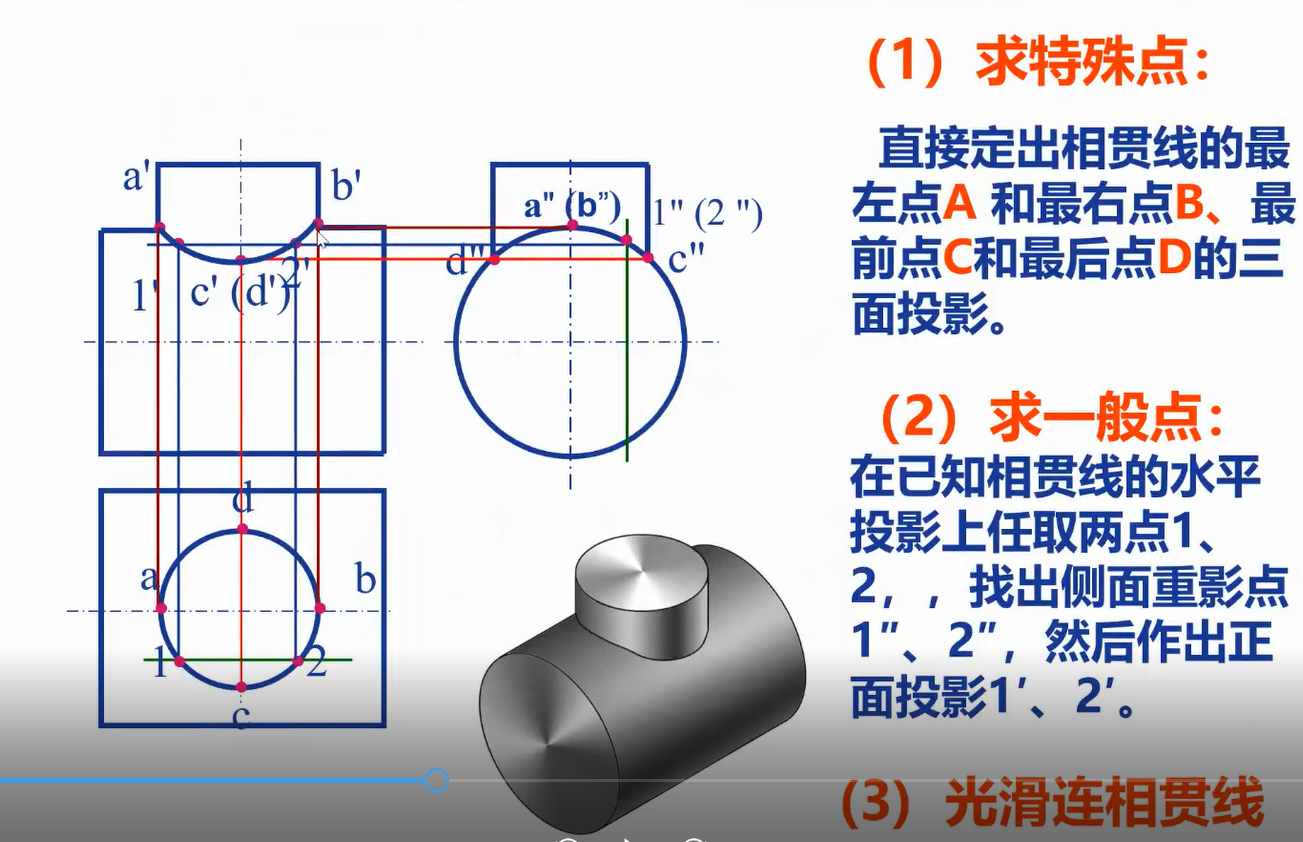 (1) 求特殊点:
直接定出相贯线的最
左点A 和最右点B、最
前点C和最后点D的三
面投影。
(2) 求一般点:
在已知相贯线的水平
投影上任取两点1、
2，，找出侧面重影点
1″、2″，然后作出正
面投影1′、2′。
(3) 光滑连相贯线
a'
b'
1'
c' (d')
2'
a" (b”)
1" (2 ")
d"
c"
d
a
b
1
2
c